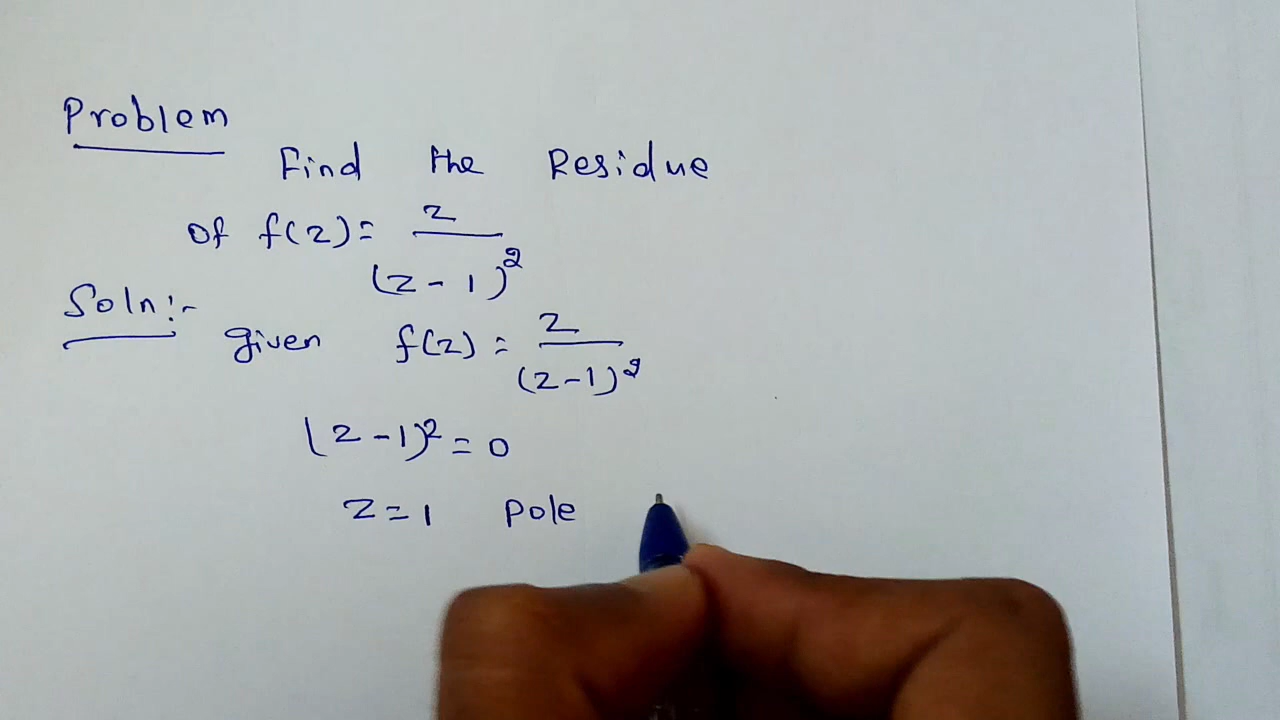 Problem
Find the Residue
of f(z) = z / (z - 1)^2
Soln :-
given f(z) = z / (z - 1)^2
(z - 1)^2 = 0
z = 1 pole